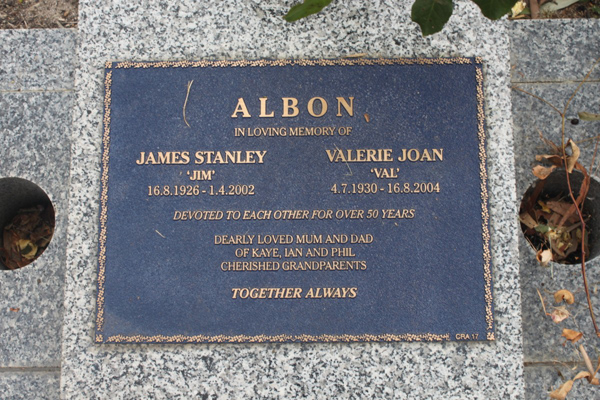 ALBON
IN LOVING MEMORY OF
JAMES STANLEY
'JIM'
16.8.1926 - 1.4.2002
VALERIE JOAN
'VAL'
4.7.1930 - 16.8.2004
DEVOTED TO EACH OTHER FOR OVER 50 YEARS
DEARLY LOVED MUM AND DAD
OF KAYE, IAN AND PHIL
CHERISHED GRANDPARENTS
TOGETHER ALWAYS
CRA 17